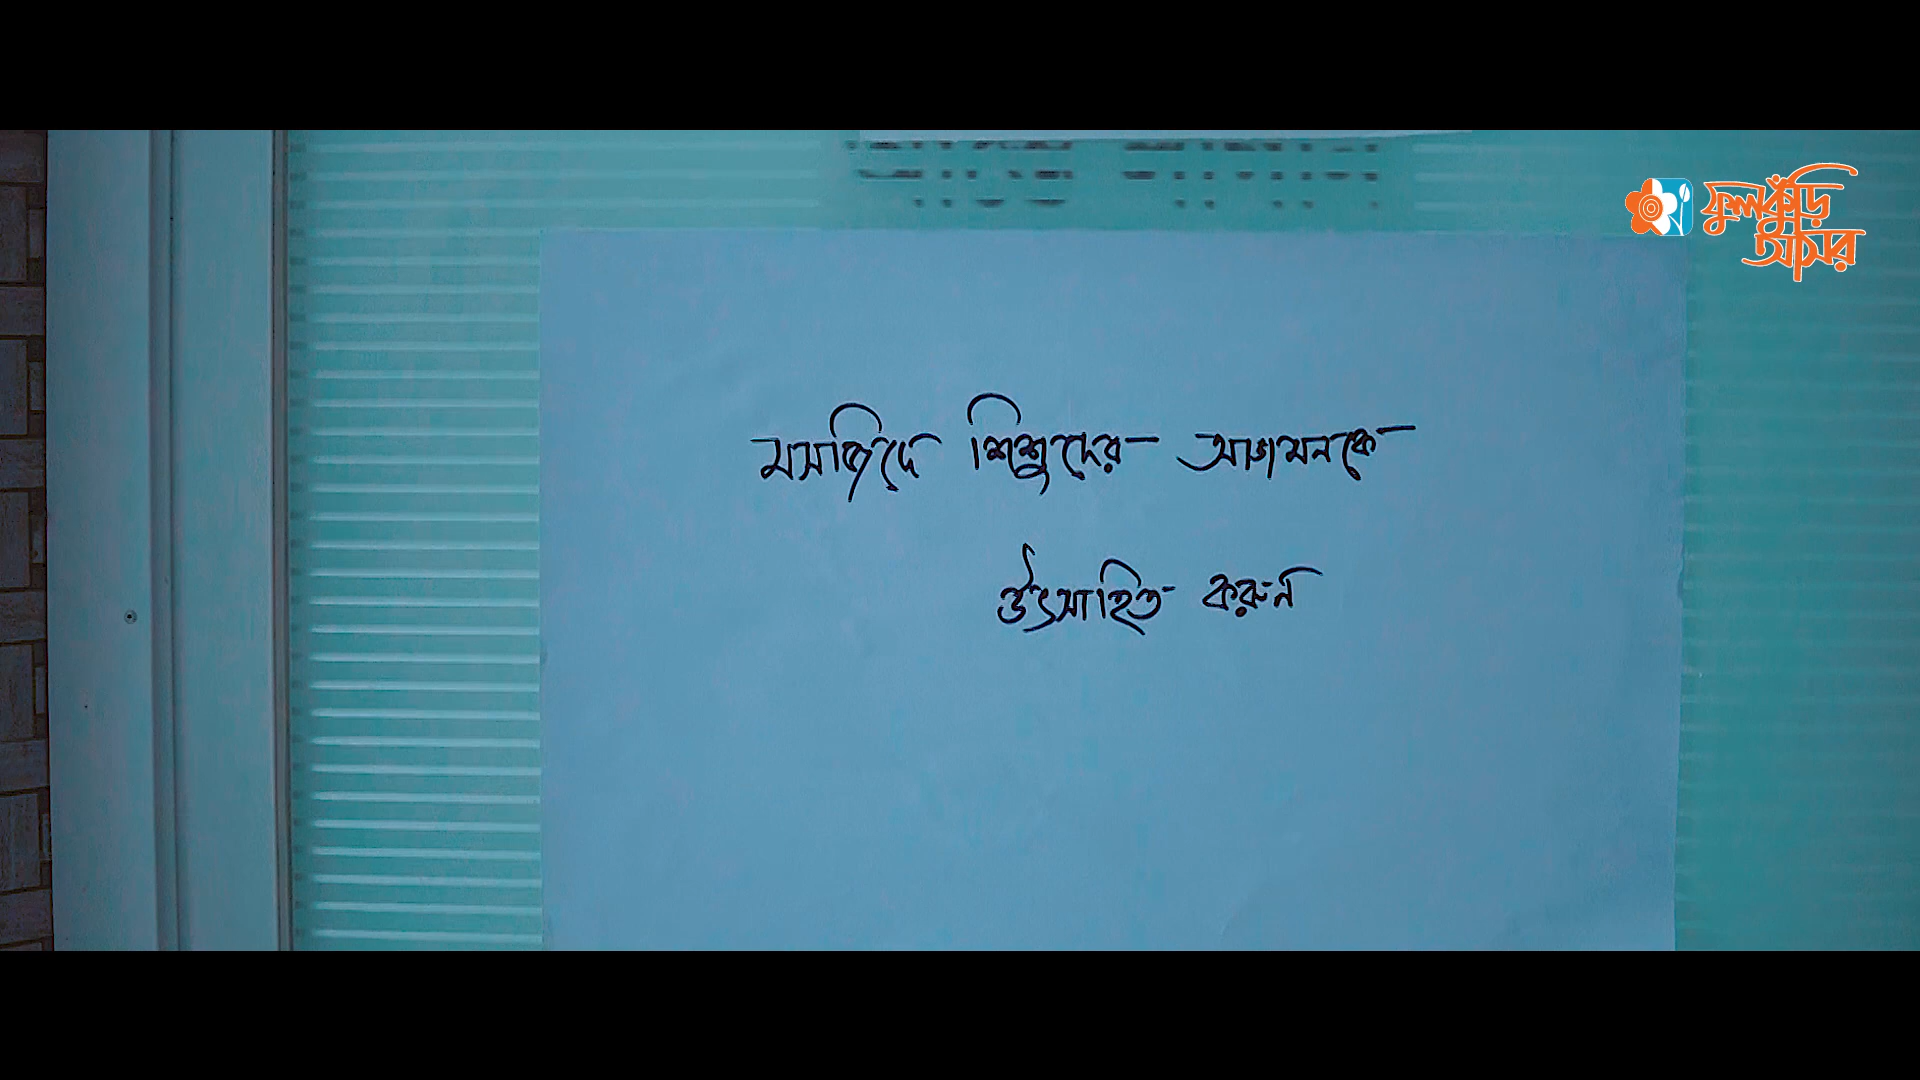 ফুলকুঁড়ি
আসর
মসজিদে শিশুদের আগমনকে
উৎসাহিত করুন